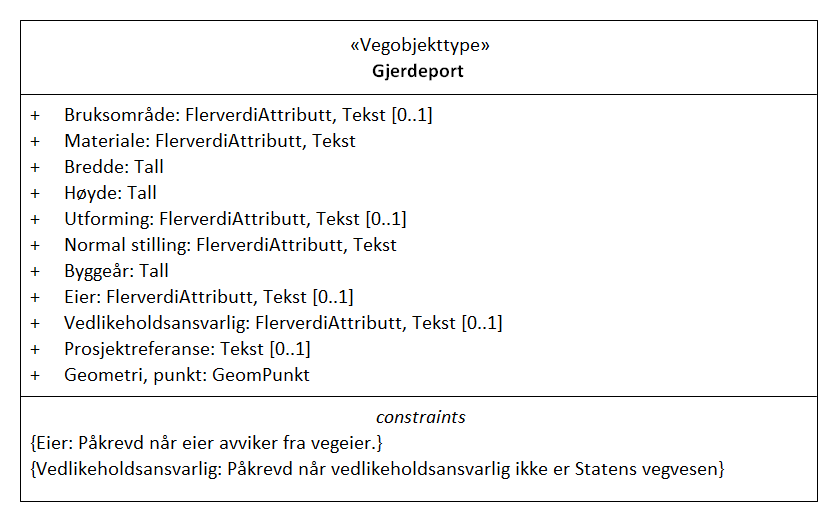 «Vegobjekttype»
Gjerdeport
+ Bruksområde: FlerverdiAttributt, Tekst [0..1]
+ Materiale: FlerverdiAttributt, Tekst
+ Bredde: Tall
+ Høyde: Tall
+ Utforming: FlerverdiAttributt, Tekst [0..1]
+ Normal stilling: FlerverdiAttributt, Tekst
+ Byggeår: Tall
+ Eier: FlerverdiAttributt, Tekst [0..1]
+ Vedlikeholdsansvarlig: FlerverdiAttributt, Tekst [0..1]
+ Prosjektreferanse: Tekst [0..1]
+ Geometri, punkt: GeomPunkt
constraints
{Eier: Påkrevd når eier avviker fra vegeier.}
{Vedlikeholdsansvarlig: Påkrevd når vedlikeholdsansvarlig ikke er Statens vegvesen}